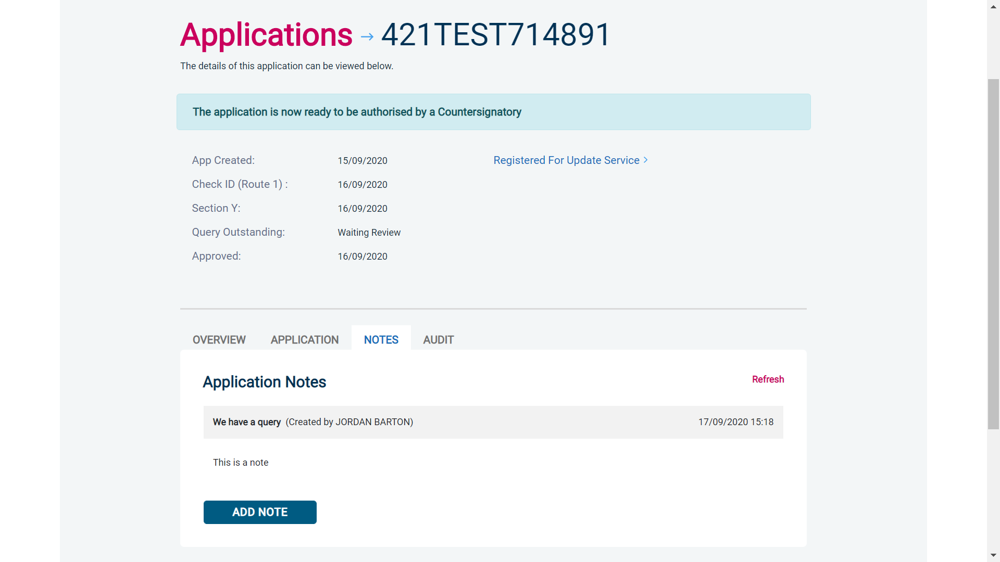 Applications → 421TEST714891
The details of this application can be viewed below.
The application is now ready to be authorised by a Countersignatory
App Created: 15/09/2020 Registered For Update Service >
Check ID (Route 1) : 16/09/2020
Section Y: 16/09/2020
Query Outstanding: Waiting Review
Approved: 16/09/2020
OVERVIEW APPLICATION NOTES AUDIT
Application Notes Refresh
We have a query (Created by JORDAN BARTON) 17/09/2020 15:18
This is a note
ADD NOTE